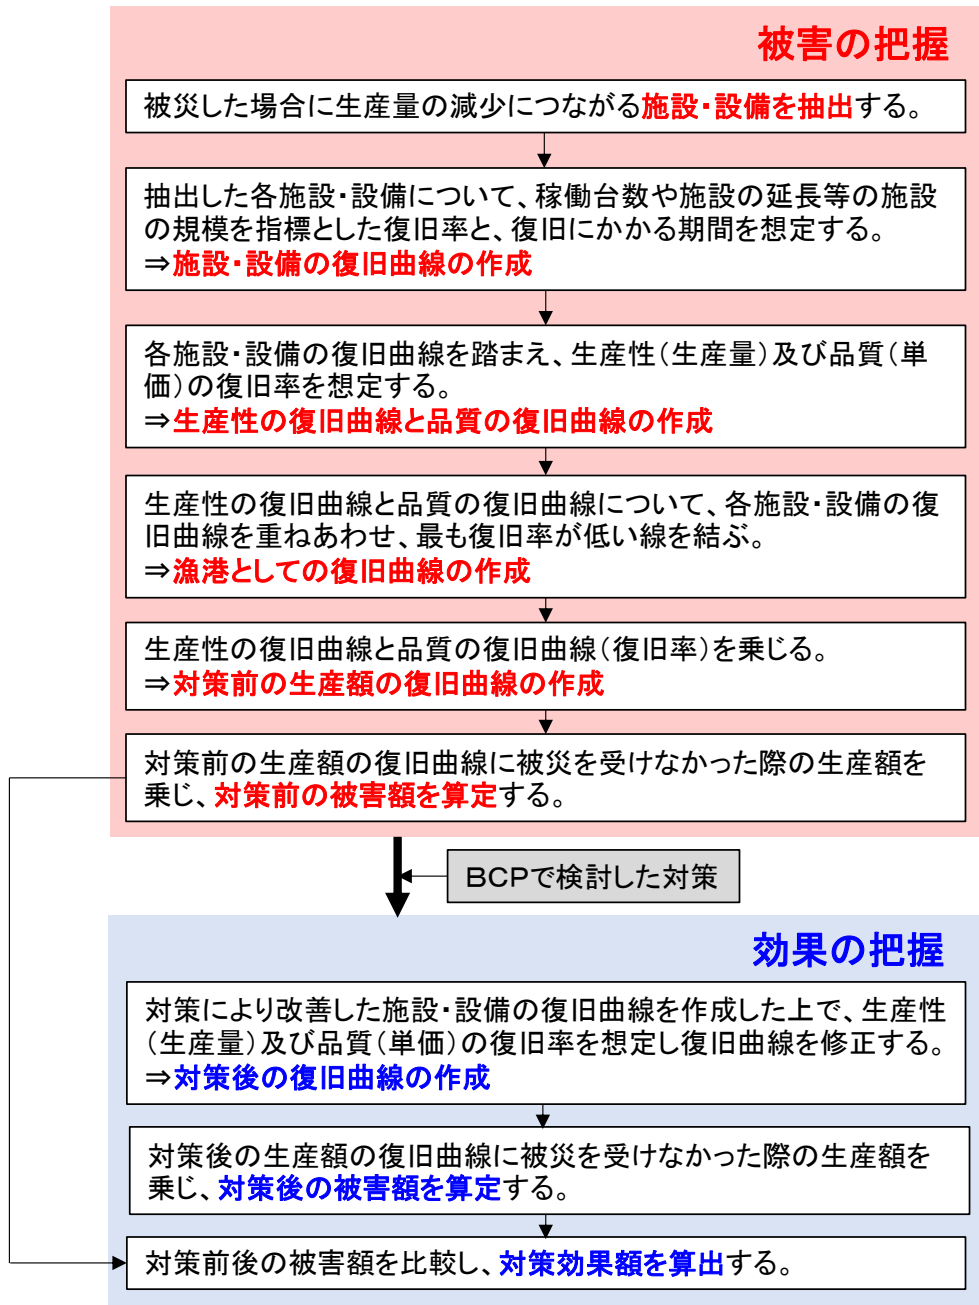 被害の把握
被災した場合に生産量の減少につながる施設・設備を抽出する。
抽出した各施設・設備について、稼働台数や施設の延長等の施設
の規模を指標とした復旧率と、復旧にかかる期間を想定する。
⇒施設・設備の復旧曲線の作成
各施設・設備の復旧曲線を踏まえ、生産性(生産量)及び品質(単
価)の復旧率を想定する。
⇒生産性の復旧曲線と品質の復旧曲線の作成
生産性の復旧曲線と品質の復旧曲線について、各施設・設備の復
旧曲線を重ねあわせ、最も復旧率が低い線を結ぶ。
⇒漁港としての復旧曲線の作成
生産性の復旧曲線と品質の復旧曲線(復旧率)を乗じる。
⇒対策前の生産額の復旧曲線の作成
対策前の生産額の復旧曲線に被災を受けなかった際の生産額を
乗じ、対策前の被害額を算定する。
BCPで検討した対策
効果の把握
対策により改善した施設・設備の復旧曲線を作成した上で、生産性
(生産量)及び品質(単価)の復旧率を想定し復旧曲線を修正する。
⇒対策後の復旧曲線の作成
対策後の生産額の復旧曲線に被災を受けなかった際の生産額を
乗じ、対策後の被害額を算定する。
対策前後の被害額を比較し、対策効果額を算出する。